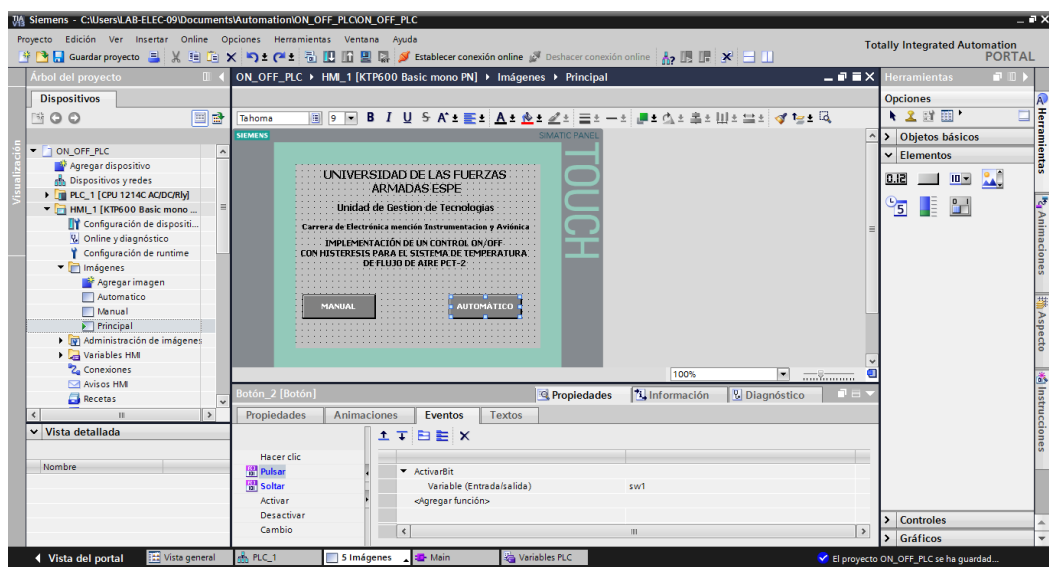 Siemens - C:\Users\LAB-ELEC-09\Documents\Automation\ON_OFF_PLC\ON_OFF_PLC
Proyecto Edición Ver Insertar Online Opciones Herramientas Ventana Ayuda
Guardar proyecto Establecer conexión online Deshacer conexión online
Totally Integrated Automation
PORTAL
Árbol del proyecto
ON_OFF_PLC HMI_1 [KTP600 Basic mono PN] Imágenes Principal
Herramientas
Dispositivos
Opciones
Visualización
ON_OFF_PLC
Agregar dispositivo
Dispositivos y redes
PLC_1 [CPU 1214C AC/DC/Rly]
HMI_1 [KTP600 Basic mono ...
Configuración de dispositi...
Online y diagnóstico
Configuración de runtime
Imágenes
Agregar imagen
Automatico
Manual
Principal
Administración de imágenes
Variables HMI
Conexiones
Avisos HMI
Recetas
Vista detallada
Nombre
Tahoma 9 B I U S A
SIEMENS SIMATIC PANEL
TOUCH
UNIVERSIDAD DE LAS FUERZAS
ARMADAS ESPE
Unidad de Gestion de Tecnologias
Carrera de Electrónica mención Instrumentacion y Aviónica
IMPLEMENTACIÓN DE UN CONTROL ON/OFF
CON HISTERESIS PARA EL SISTEMA DE TEMPERATURA
DE FLUJO DE AIRE PCT-2
MANUAL AUTOMÁTICO
100%
Botón_2 [Botón]
Propiedades Información Diagnóstico
Propiedades Animaciones Eventos Textos
Hacer clic
Pulsar
Soltar
Activar
Desactivar
Cambio
ActivarBit
Variable (Entrada/salida) sw1
<Agregar función>
Objetos básicos
Elementos
Controles
Gráficos
Herramientas
Animaciones
Aspecto
Instrucciones
Vista del portal Vista general PLC_1 5 Imágenes Main Variables PLC El proyecto ON_OFF_PLC se ha guardad...